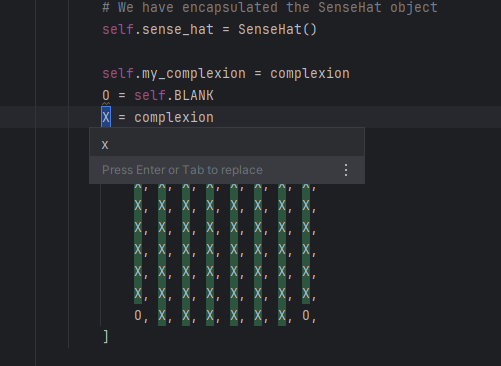 # We have encapsulated the SenseHat object
self.sense_hat = SenseHat()
self.my_complexion = complexion
O = self.BLANK
X = complexion
x
Press Enter or Tab to replace
X, X, X, X, X, X, X, X,
X, X, X, X, X, X, X, X,
X, X, X, X, X, X, X, X,
X, X, X, X, X, X, X, X,
X, X, X, X, X, X, X, X,
X, X, X, X, X, X, X, X,
O, X, X, X, X, X, X, O,
]